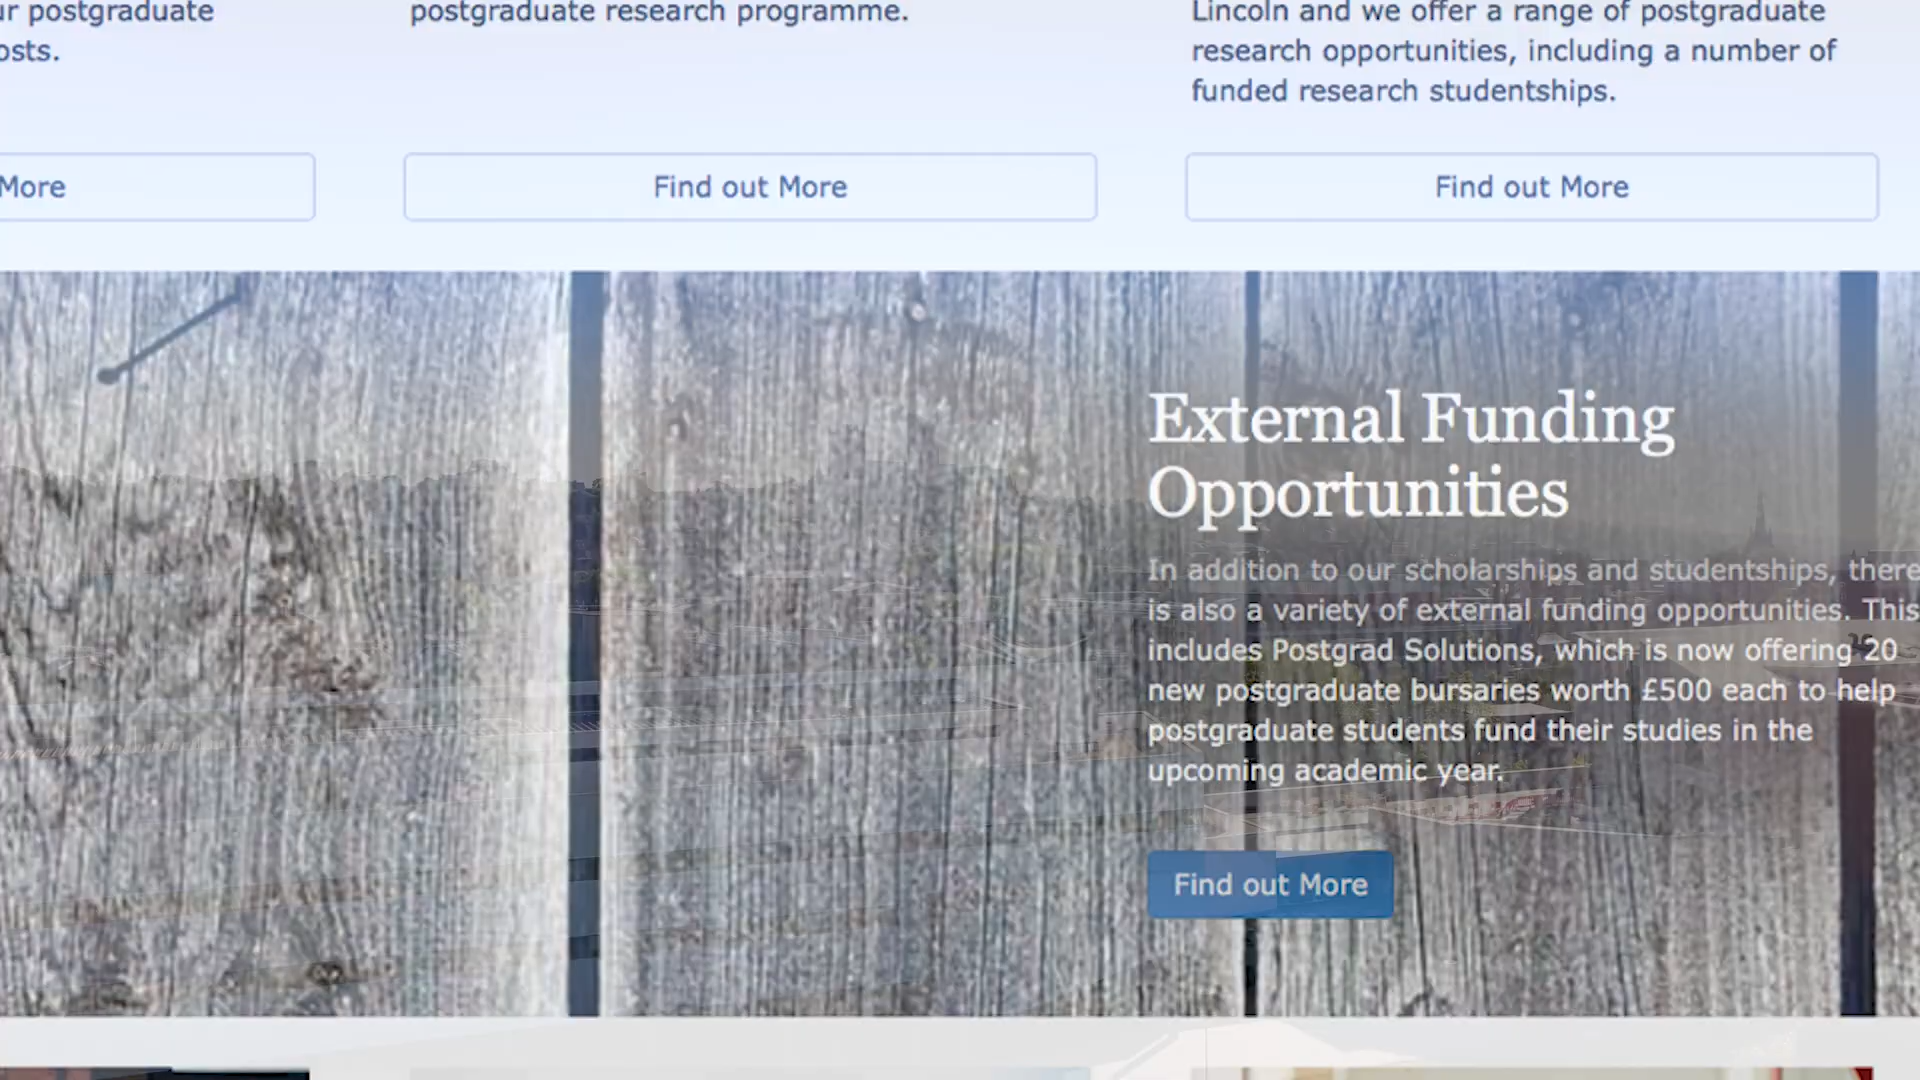 ur postgraduate
osts.
postgraduate research programme.
Lincoln and we offer a range of postgraduate
research opportunities, including a number of
funded research studentships.
More
Find out More
Find out More
External Funding
Opportunities
In addition to our scholarships and studentships, there
is also a variety of external funding opportunities. This
includes Postgrad Solutions, which is now offering 20
new postgraduate bursaries worth £500 each to help
postgraduate students fund their studies in the
upcoming academic year.
Find out More